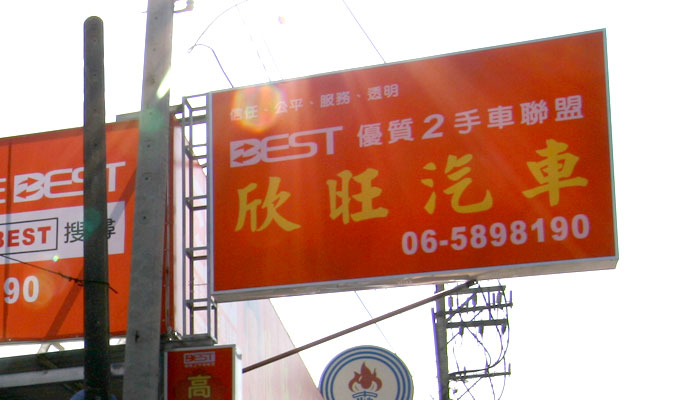 信任、公平、服務、透明
BEST 優質2手車聯盟
欣旺汽車
06-5898190
E BEST
BEST 搜尋
90
BEST
高